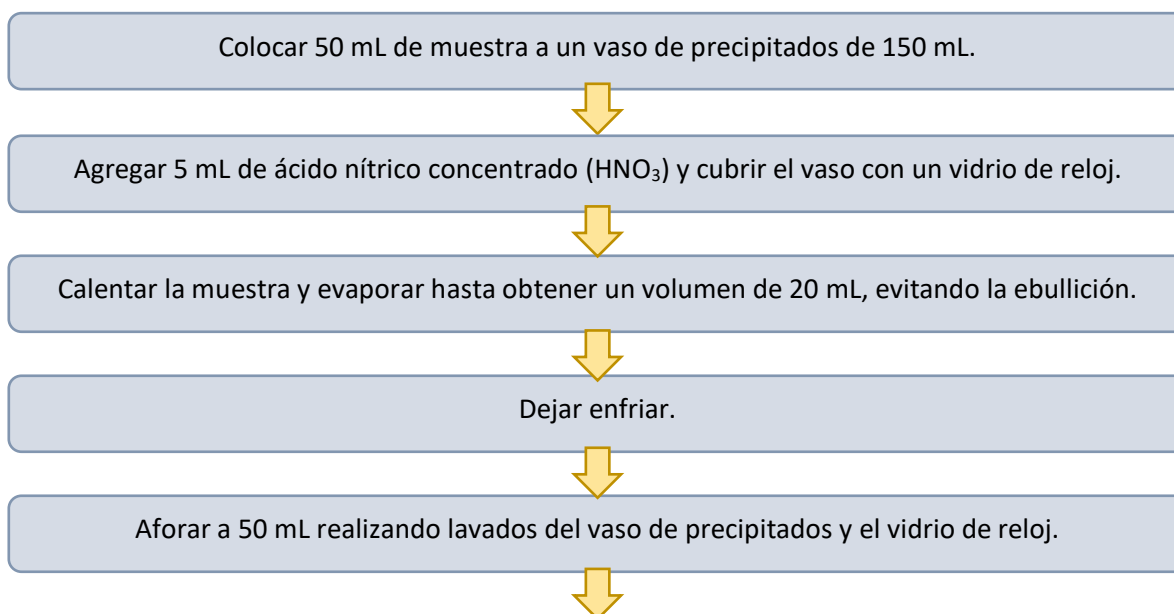 Colocar 50 mL de muestra a un vaso de precipitados de 150 mL.
Agregar 5 mL de ácido nítrico concentrado (HNO₃) y cubrir el vaso con un vidrio de reloj.
Calentar la muestra y evaporar hasta obtener un volumen de 20 mL, evitando la ebullición.
Dejar enfriar.
Aforar a 50 mL realizando lavados del vaso de precipitados y el vidrio de reloj.